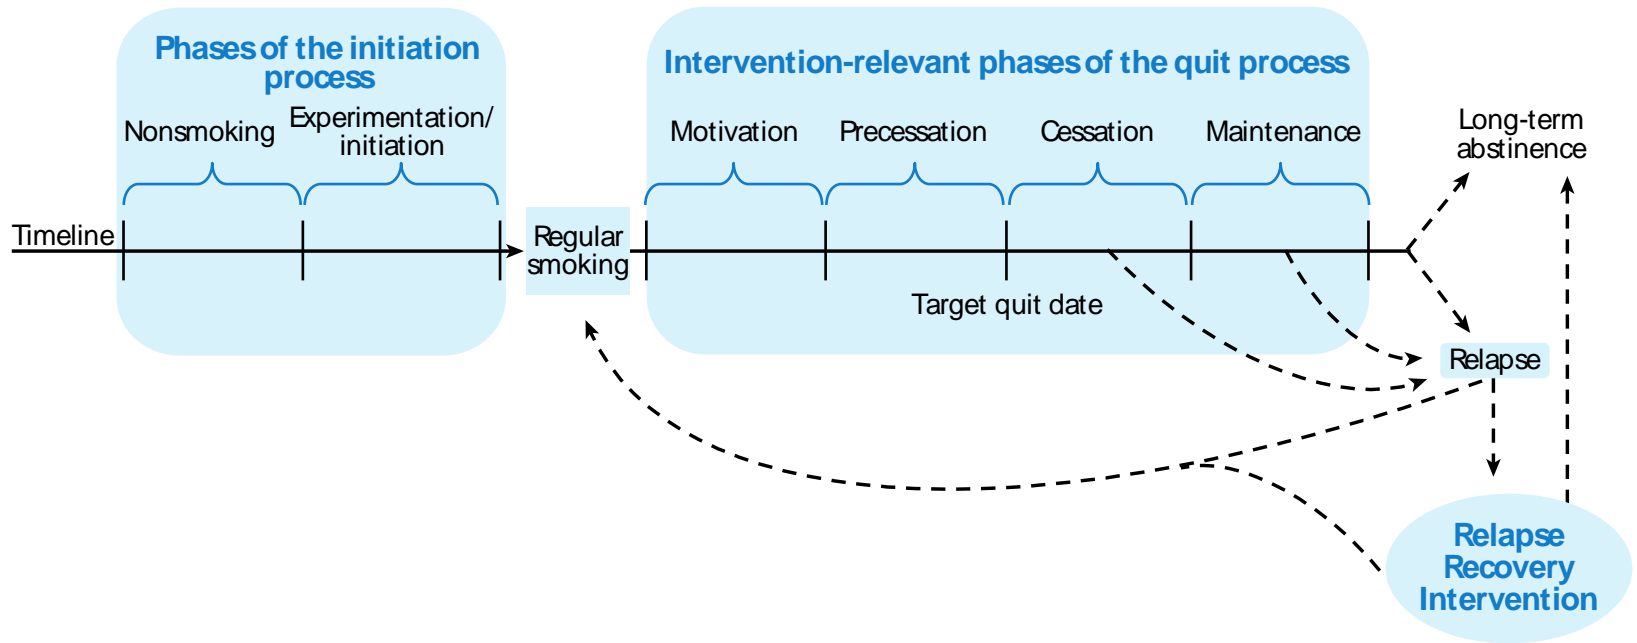 Phases of the initiation
process
Nonsmoking
Experimentation/
initiation
Intervention-relevant phases of the quit process
Motivation
Precessation
Cessation
Maintenance
Long-term
abstinence
Timeline
Regular
smoking
Target quit date
Relapse
Relapse
Recovery
Intervention